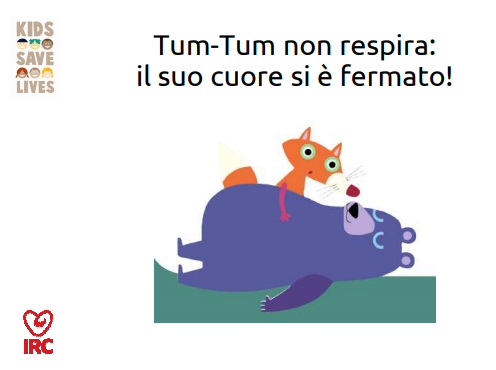 KIDS
SAVE
LIVES
Tum-Tum non respira:
il suo cuore si è fermato!
IRC